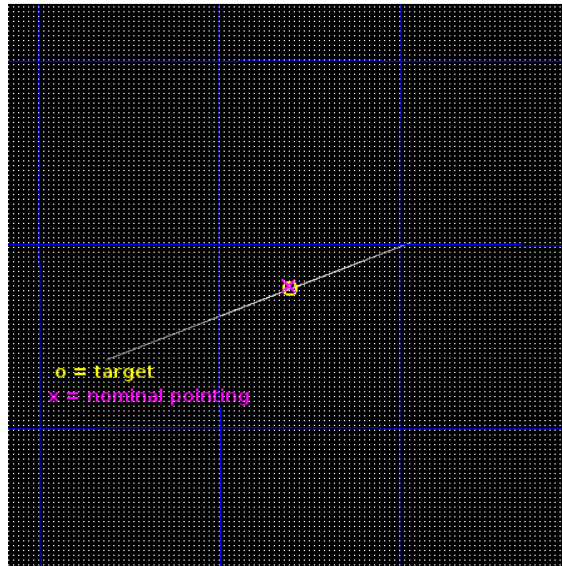 o = target
x = nominal pointing